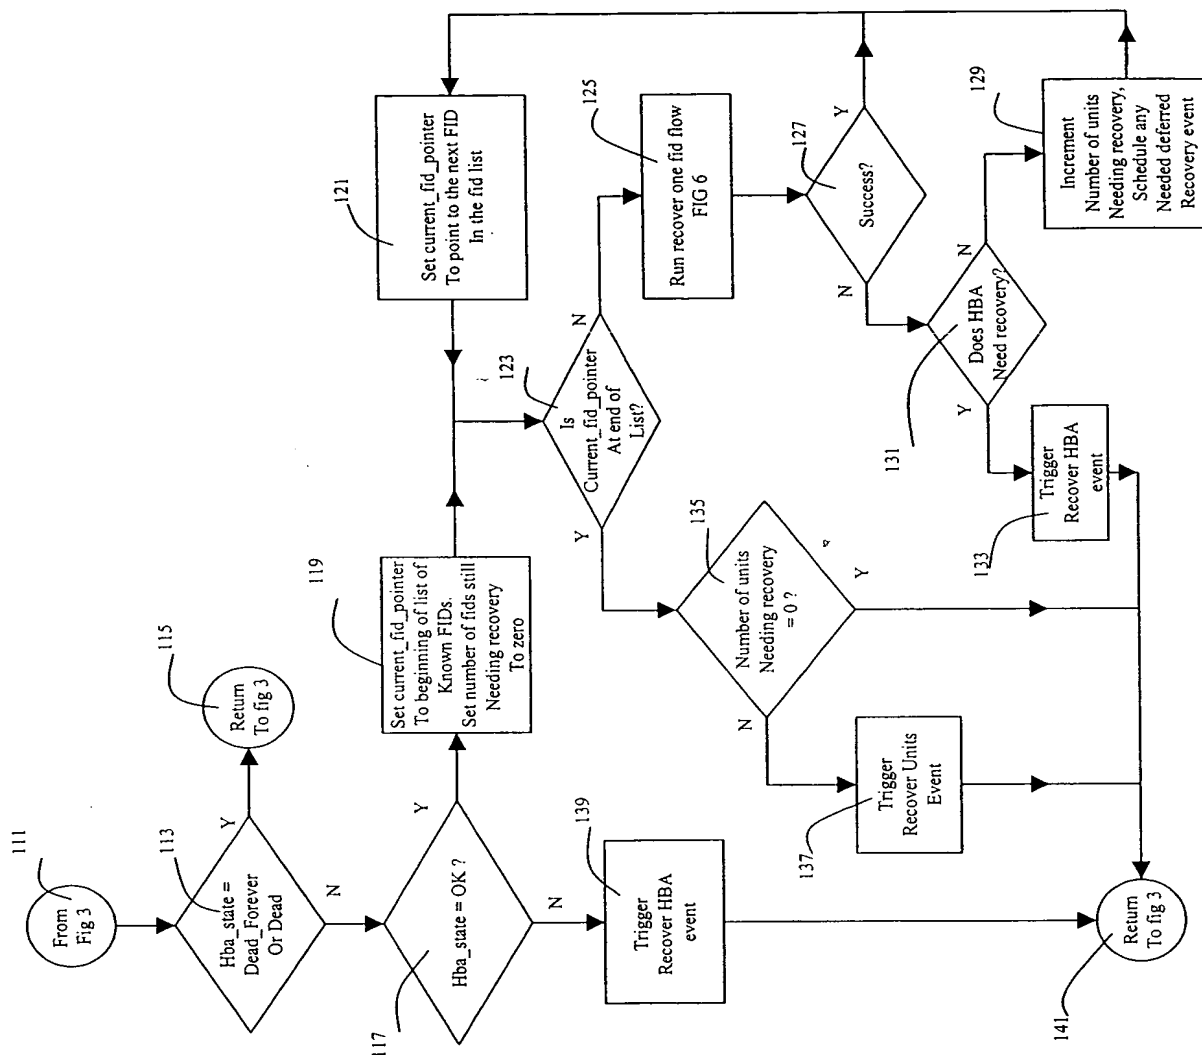 111
From
Fig 3
113
Hba_state =
Dead_Forever
Or Dead
Y
N
115
Return
To fig 3
117
Hba_state = OK ?
Y
N
119
Set current_fid_pointer
To beginning of list of
Known FIDs.
Set number of fids still
Needing recovery
To zero
121
Set current_fid_pointer
To point to the next FID
In the fid list
123
Is
Current_fid_pointer
At end of
List?
Y
N
125
Run recover one fid flow
FIG 6
127
Success?
Y
N
129
Increment
Number of units
Needing recovery,
Schedule any
Needed deferred
Recovery event
131
Does HBA
Need recovery?
Y
N
133
Trigger
Recover HBA
event
135
Number of units
Needing recovery
= 0 ?
Y
N
137
Trigger
Recover Units
Event
139
Trigger
Recover HBA
event
141
Return
To fig 3